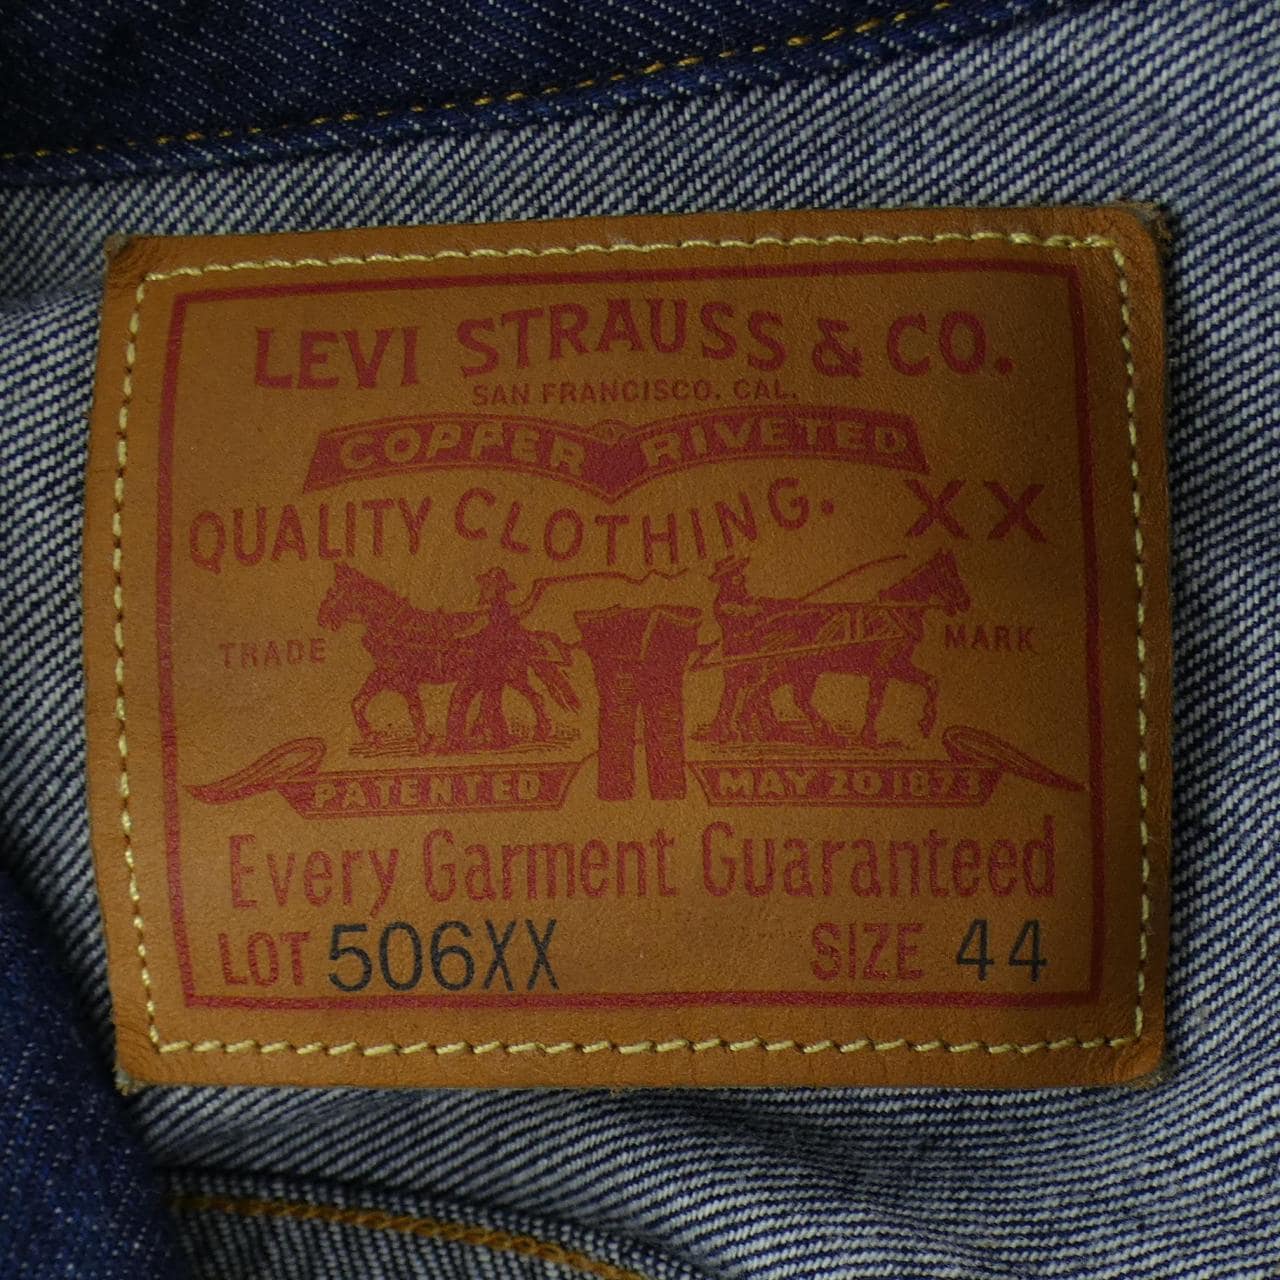 LEVI STRAUSS & CO.
SAN FRANCISCO. CAL.
COPPER RIVETED
QUALITY CLOTHING. XX
TRADE MARK
PATENTED MAY 20 1873
Every Garment Guaranteed
LOT 506XX SIZE 44